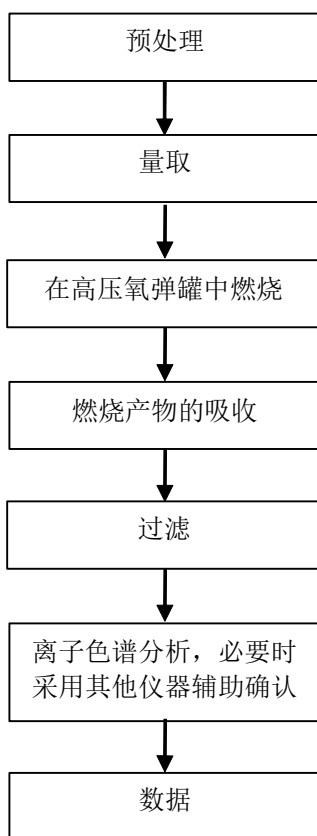 预处理
量取
在高压氧弹罐中燃烧
燃烧产物的吸收
过滤
离子色谱分析，必要时
采用其他仪器辅助确认
数据